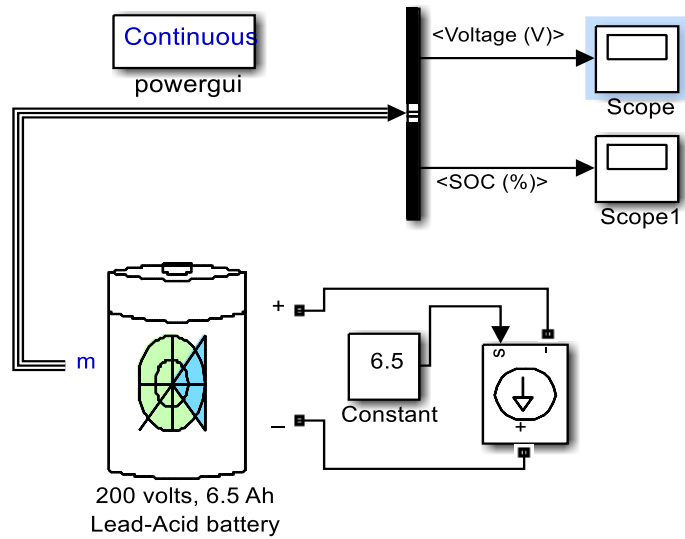 Continuous
powergui
<Voltage (V)>
Scope
<SOC (%)>
Scope1
m
+
–
6.5
Constant
s
-
+
200 volts, 6.5 Ah
Lead-Acid battery